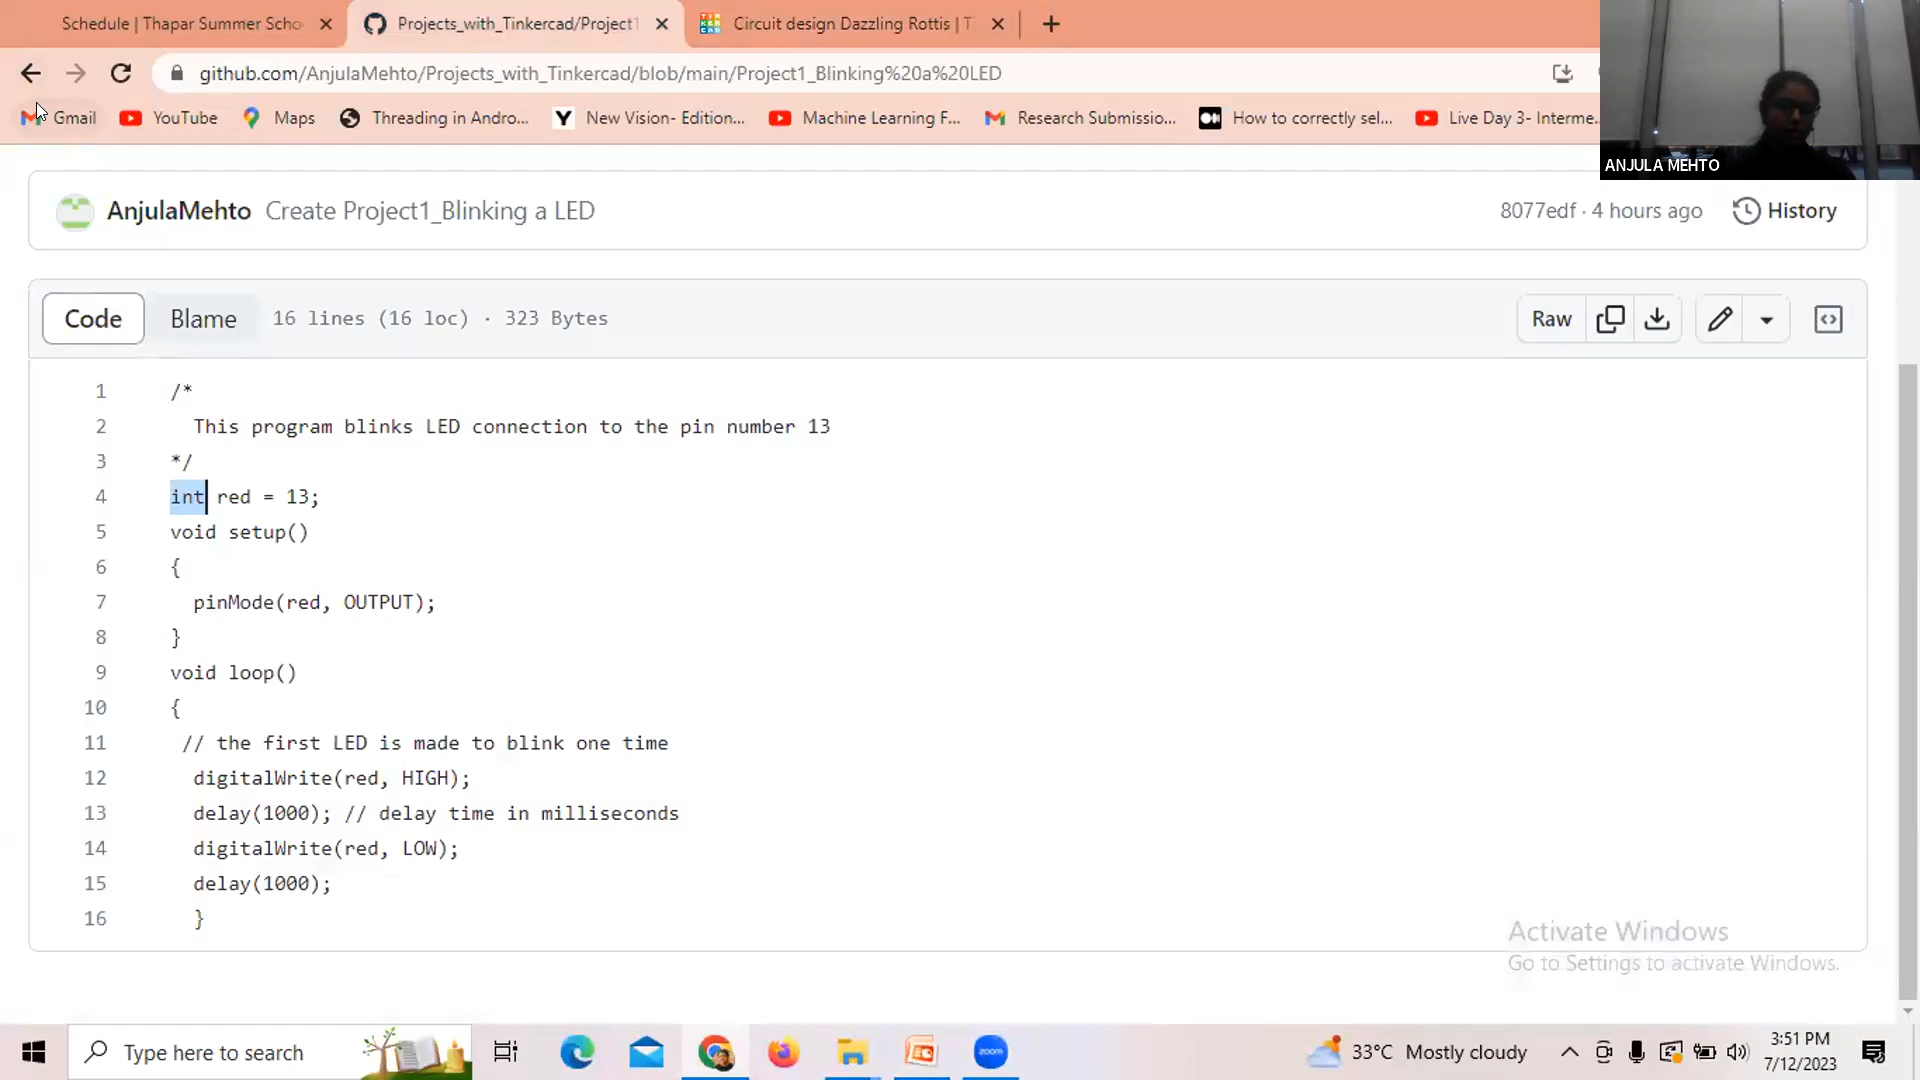 Schedule | Thapar Summer Scho
Projects_with_Tinkercad/Project1
Circuit design Dazzling Rottis | T
github.com/AnjulaMehto/Projects_with_Tinkercad/blob/main/Project1_Blinking%20a%20LED
Gmail
YouTube
Maps
Threading in Andro...
New Vision- Edition...
Machine Learning F...
Research Submissio...
How to correctly sel...
Live Day 3- Interme...
ANJULA MEHTO
AnjulaMehto Create Project1_Blinking a LED
8077edf · 4 hours ago
History
Code
Blame
16 lines (16 loc) · 323 Bytes
Raw
1 /*
2 This program blinks LED connection to the pin number 13
3 */
4 int red = 13;
5 void setup()
6 {
7 pinMode(red, OUTPUT);
8 }
9 void loop()
10 {
11 // the first LED is made to blink one time
12 digitalWrite(red, HIGH);
13 delay(1000); // delay time in milliseconds
14 digitalWrite(red, LOW);
15 delay(1000);
16 }
Activate Windows
Go to Settings to activate Windows.
Type here to search
zoom
33°C Mostly cloudy
3:51 PM
7/12/2023